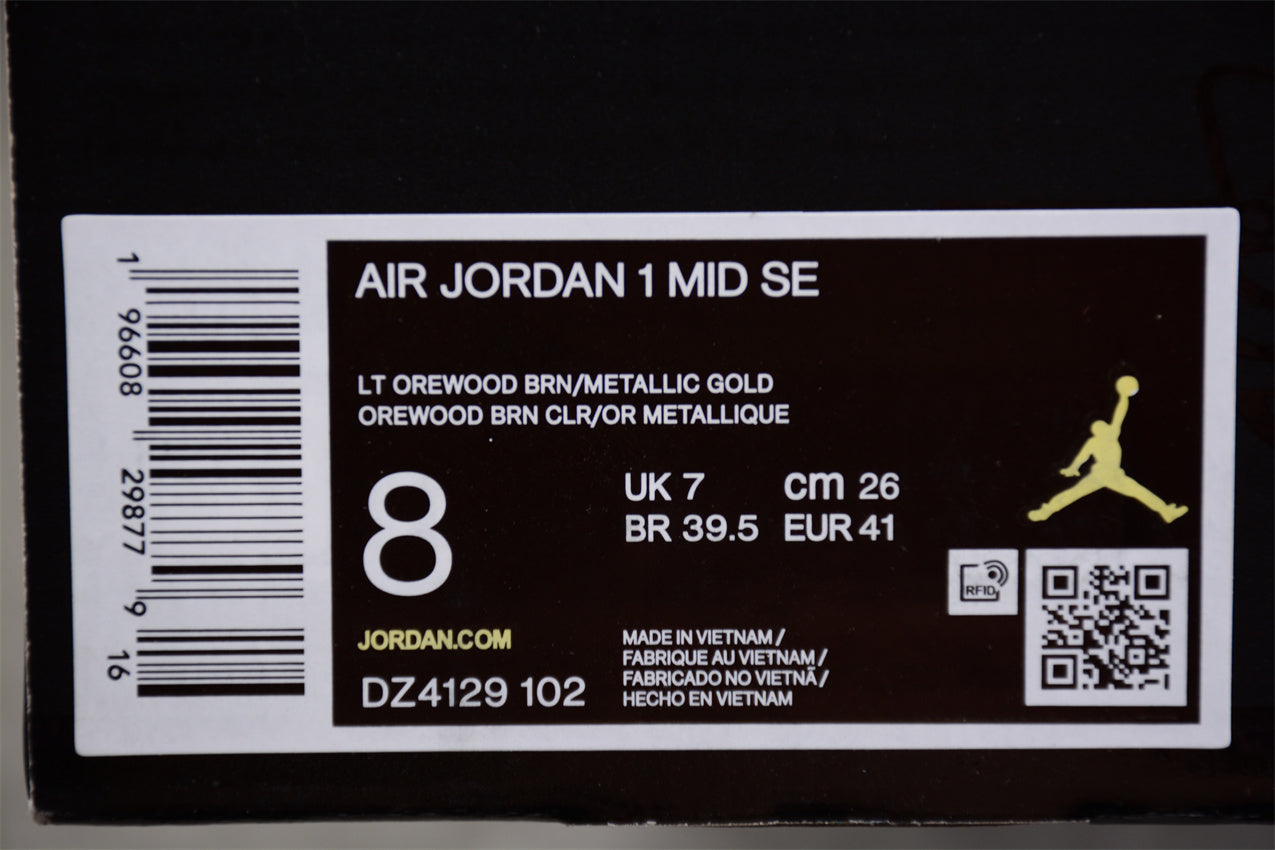 AIR JORDAN 1 MID SE
LT OREWOOD BRN/METALLIC GOLD
OREWOOD BRN CLR/OR METALLIQUE
8
UK 7 cm 26
BR 39.5 EUR 41
RFID
JORDAN.COM
DZ4129 102
MADE IN VIETNAM /
FABRIQUE AU VIETNAM /
FABRICADO NO VIETNÃ /
HECHO EN VIETNAM
1 96608 29877 9 16